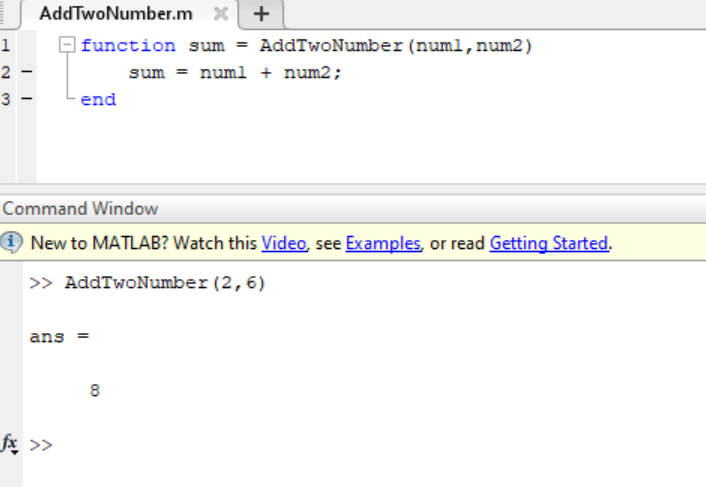 AddTwoNumber.m × +
1 function sum = AddTwoNumber(num1,num2)
2 – sum = num1 + num2;
3 – end
Command Window
New to MATLAB? Watch this Video, see Examples, or read Getting Started.
>> AddTwoNumber(2,6)
ans =
8
fx >>